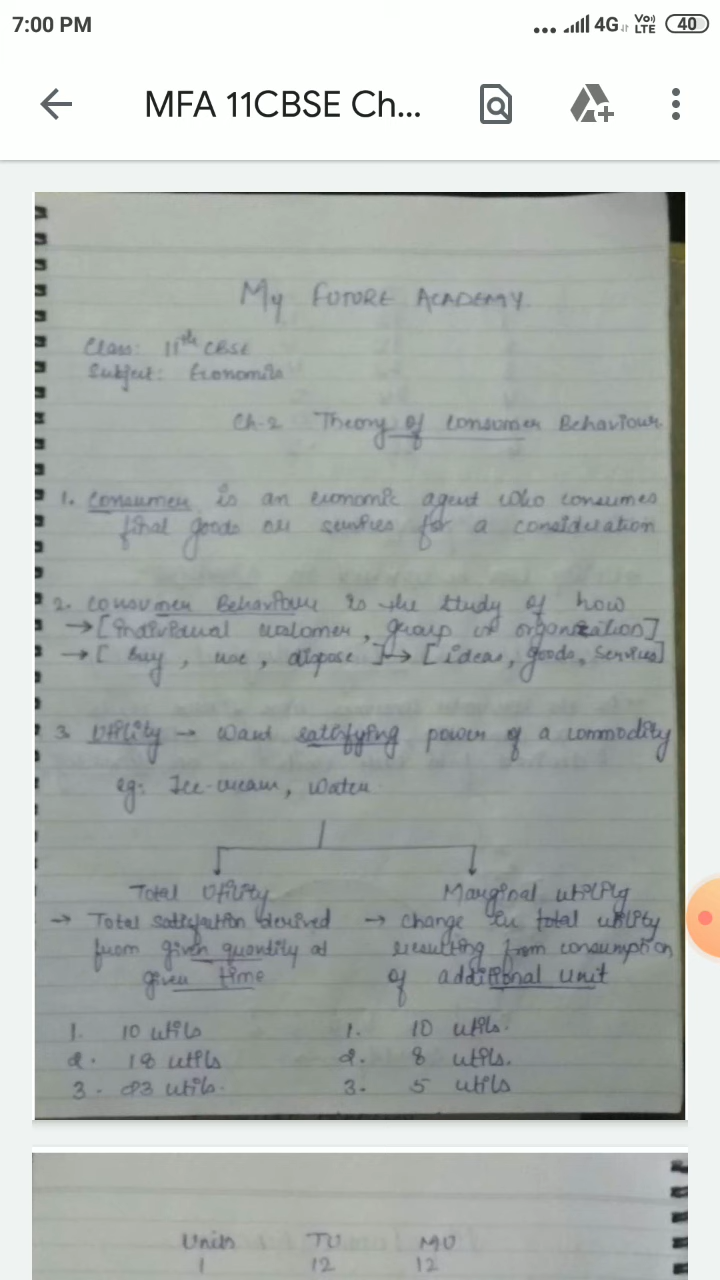 7:00 PM
4G
Vo)) LTE
40
MFA 11CBSE Ch...
My FUTURE ACADEMY.
Class: 11th CBSE
Subject: Economics
Ch-2 Theory of Consumer Behaviour
1. Consumer is an economic agent who consumes
final goods or services for a consideration
2. Consumer Behaviour is the study of how
→ [individual customer, group or organization]
→ [ buy, use, dispose ] → [ideas, goods, services]
3. Utility → Want satisfying power of a commodity
eg: Ice-cream, Water
Total Utility
→ Total satisfaction derived
from given quantity at
given time
1. 10 utils
2. 18 utils
3. 23 utils.
Marginal utility
→ change in total utility
resulting from consumption
of additional unit
1. 10 utils.
2. 8 utils.
3. 5 utils
Units TU MU
1 12 12